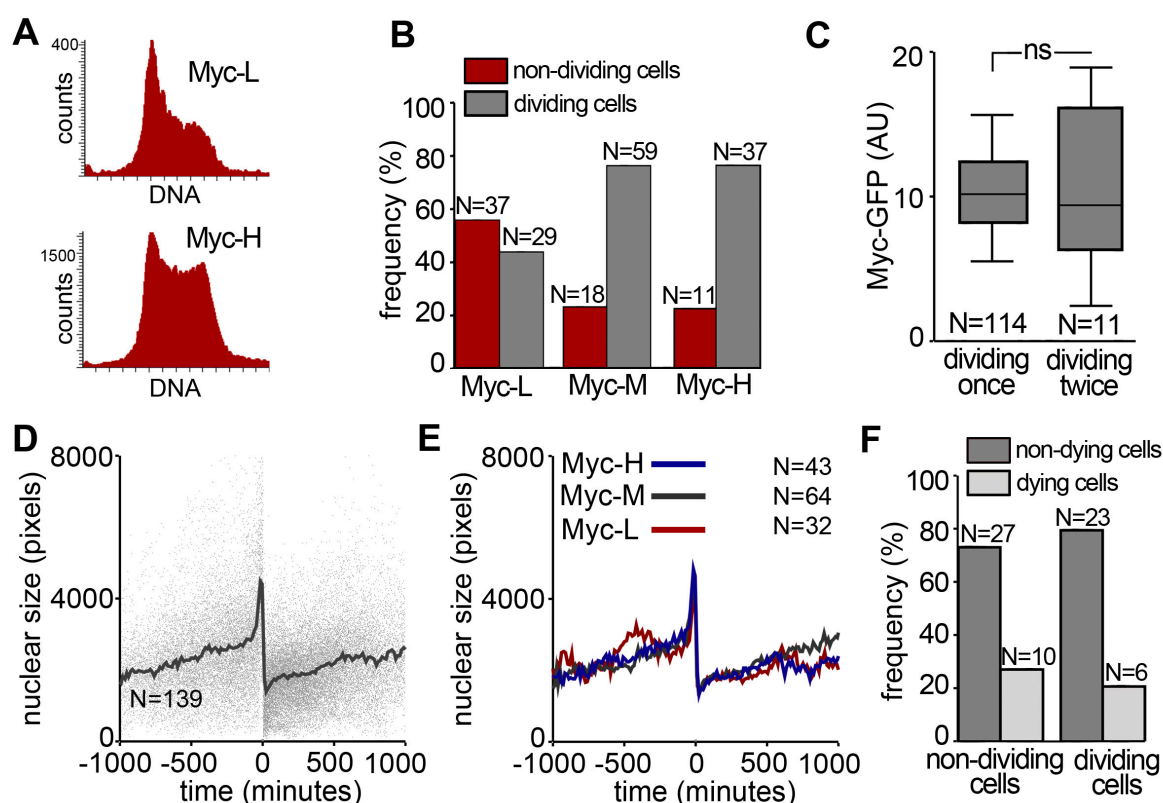 A
400
Myc-L
counts
DNA
Myc-H
1500
counts
DNA
B
non-dividing cells
dividing cells
frequency (%)
100
80
60
40
20
0
N=37
N=29
N=18
N=59
N=11
N=37
Myc-L
Myc-M
Myc-H
C
ns
Myc-GFP (AU)
20
10
0
N=114
N=11
dividing
once
dividing
twice
D
nuclear size (pixels)
8000
4000
0
N=139
-1000
-500
0
500
1000
time (minutes)
E
nuclear size (pixels)
8000
4000
0
Myc-H
N=43
Myc-M
N=64
Myc-L
N=32
-1000
-500
0
500
1000
time (minutes)
F
non-dying cells
dying cells
frequency (%)
100
80
60
40
20
0
N=27
N=10
N=23
N=6
non-dividing
cells
dividing
cells